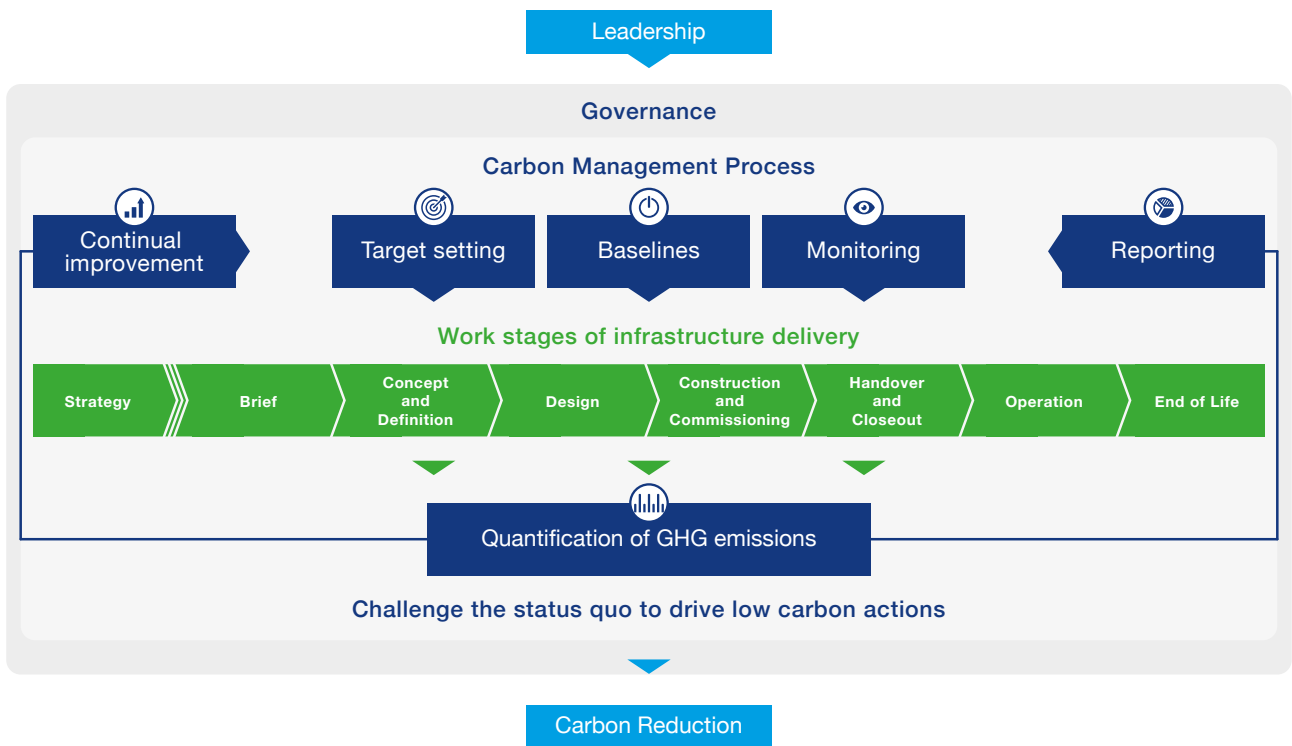 Leadership
Governance
Carbon Management Process
Continual
improvement
Target setting
Baselines
Monitoring
Reporting
Work stages of infrastructure delivery
Strategy
Brief
Concept
and
Definition
Design
Construction
and
Commissioning
Handover
and
Closeout
Operation
End of Life
Quantification of GHG emissions
Challenge the status quo to drive low carbon actions
Carbon Reduction